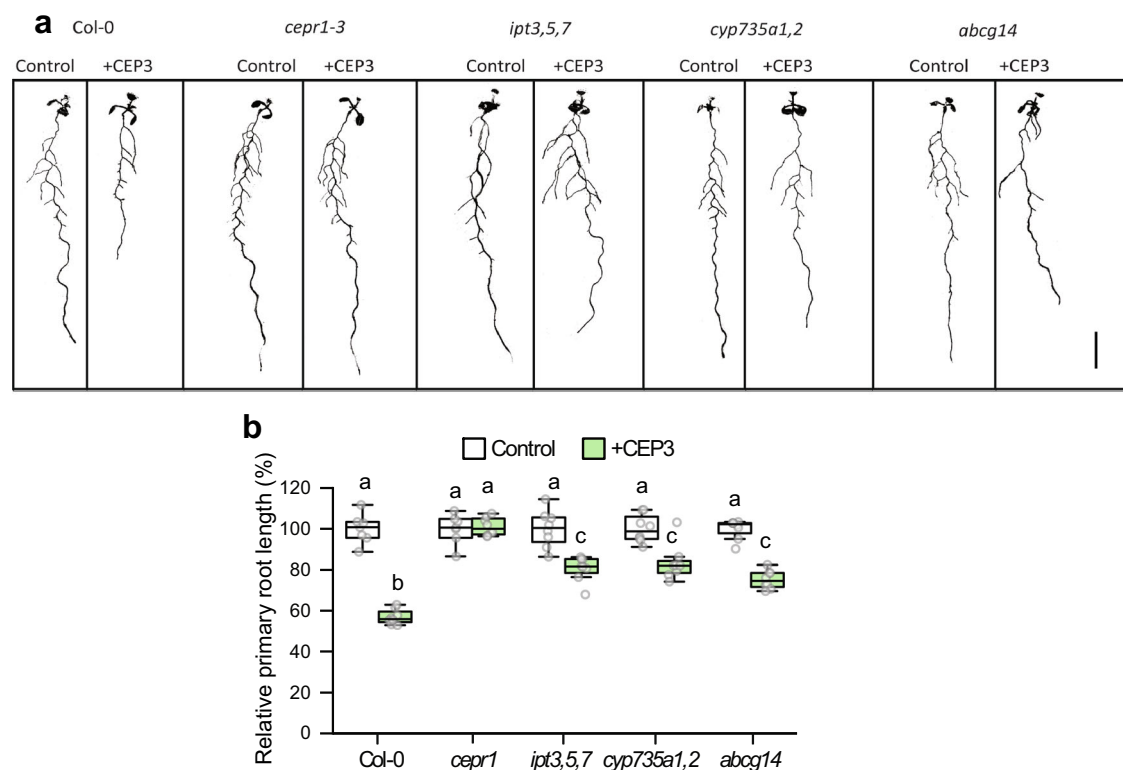 a
Col-0 cepr1-3 ipt3,5,7 cyp735a1,2 abcg14
Control +CEP3 Control +CEP3 Control +CEP3 Control +CEP3 Control +CEP3
b
Control +CEP3
Relative primary root length (%)
120
100
80
60
40
20
0
a b a a a c a c a c
Col-0 cepr1 ipt3,5,7 cyp735a1,2 abcg14